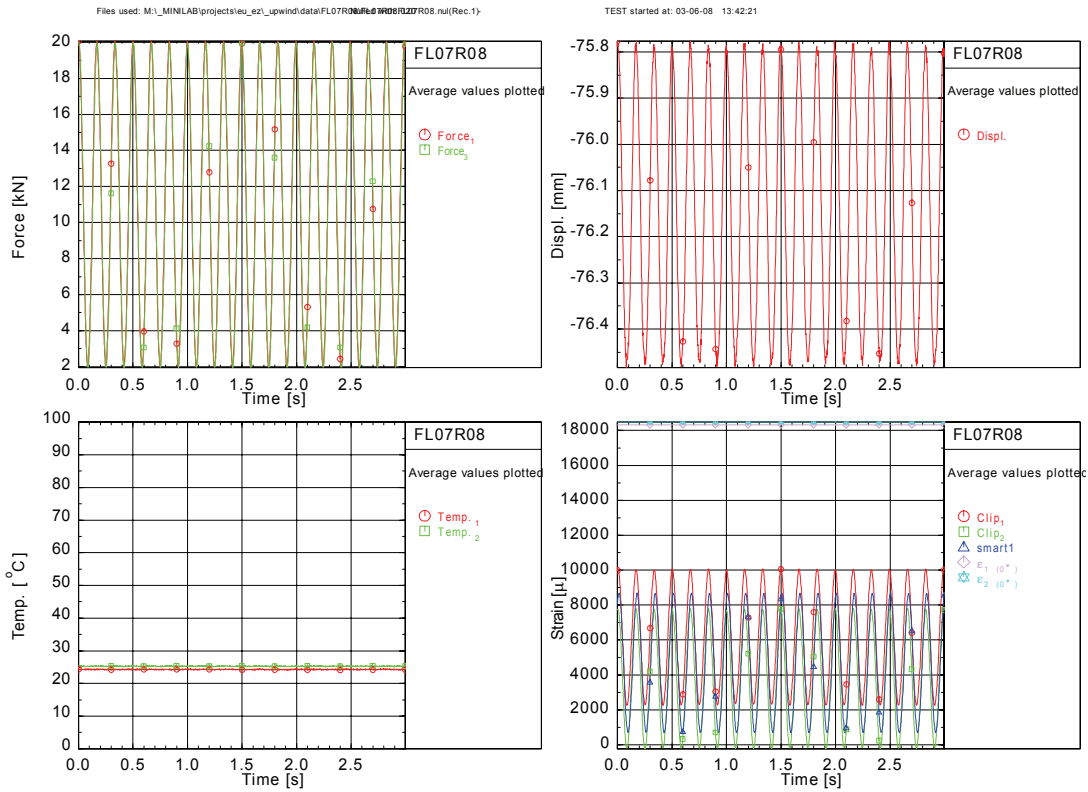 Files used: M:\_MINILAB\projects\eu_ez\_upwind\data\FL07R08
R08.nul(Rec.1)-
TEST started at: 03-06-08 13:42:21
FL07R08
Average values plotted
Force1
Force3
Force [kN]
20
18
16
14
12
10
8
6
4
2
0.0 0.5 1.0 1.5 2.0 2.5
Time [s]
FL07R08
Average values plotted
Displ.
Displ. [mm]
-75.8
-75.9
-76.0
-76.1
-76.2
-76.3
-76.4
0.0 0.5 1.0 1.5 2.0 2.5
Time [s]
FL07R08
Average values plotted
Temp. 1
Temp. 2
Temp. [ °C]
100
90
80
70
60
50
40
30
20
10
0
0.0 0.5 1.0 1.5 2.0 2.5
Time [s]
FL07R08
Average values plotted
Clip1
Clip2
smart1
ε1 (0°)
ε2 (0°)
Strain [µ]
18000
16000
14000
12000
10000
8000
6000
4000
2000
0
0.0 0.5 1.0 1.5 2.0 2.5
Time [s]